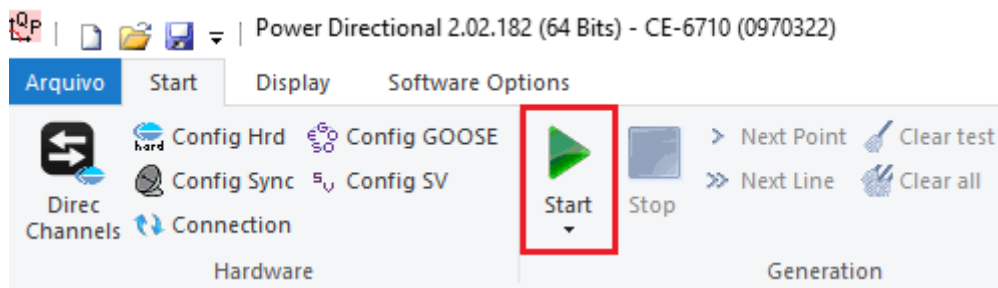 Power Directional 2.02.182 (64 Bits) - CE-6710 (0970322)
Arquivo Start Display Software Options
Direc Channels
hard Config Hrd
Config Sync
Connection
Config GOOSE
Config SV
Hardware
Start
Stop
Next Point
Next Line
Clear test
Clear all
Generation